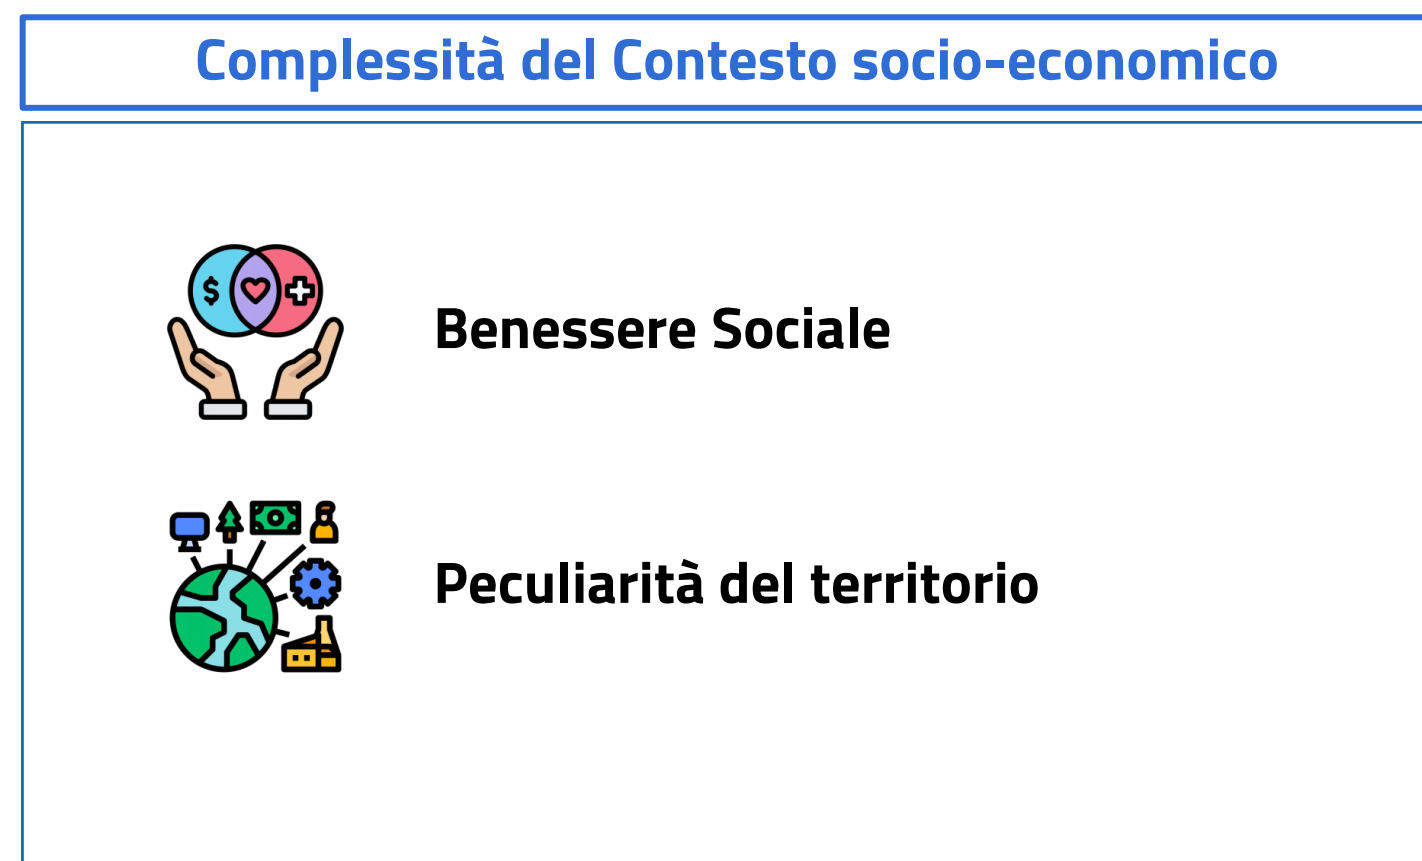 Complessità del Contesto socio-economico
$
Benessere Sociale
Peculiarità del territorio